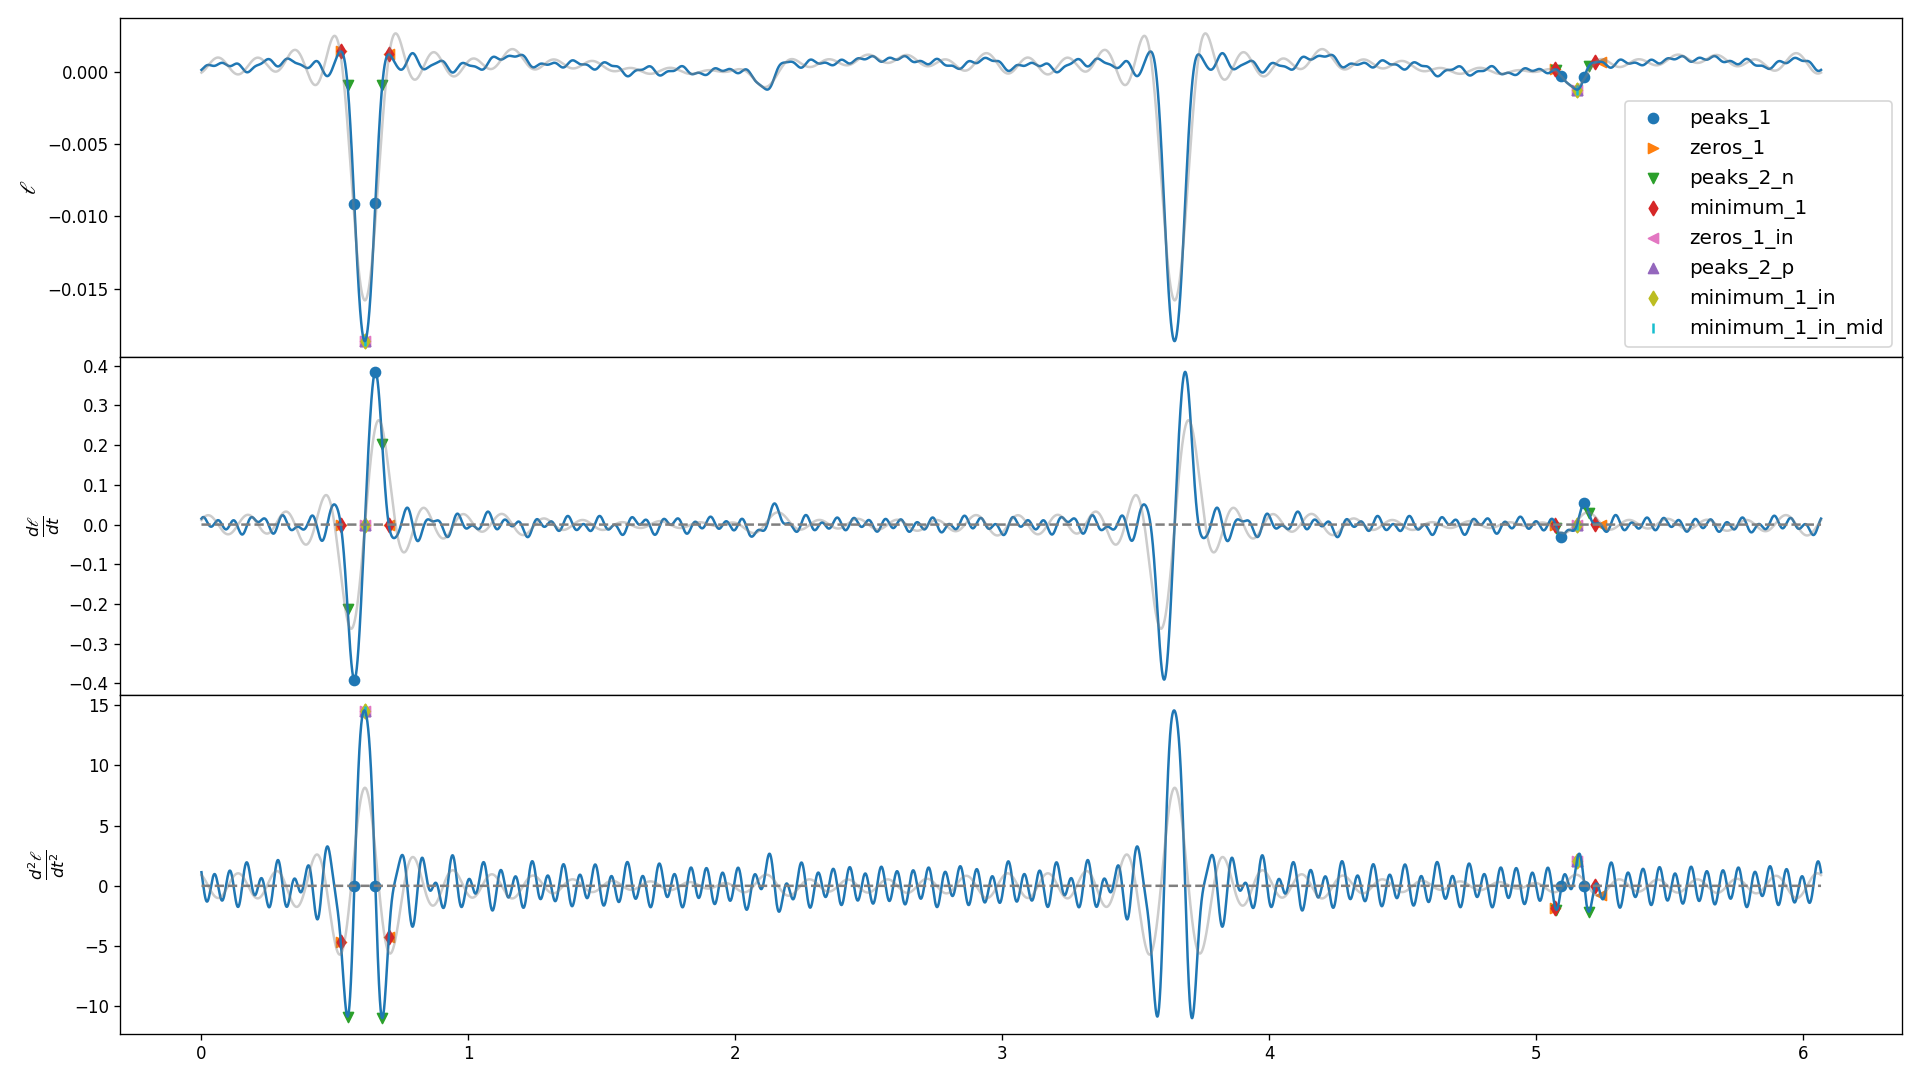 0.000
−0.005
−0.010
−0.015
ℓ
peaks_1
zeros_1
peaks_2_n
minimum_1
zeros_1_in
peaks_2_p
minimum_1_in
minimum_1_in_mid
0.4
0.3
0.2
0.1
0.0
−0.1
−0.2
−0.3
−0.4
dℓ
dt
15
10
5
0
−5
−10
d²ℓ
dt²
0 1 2 3 4 5 6